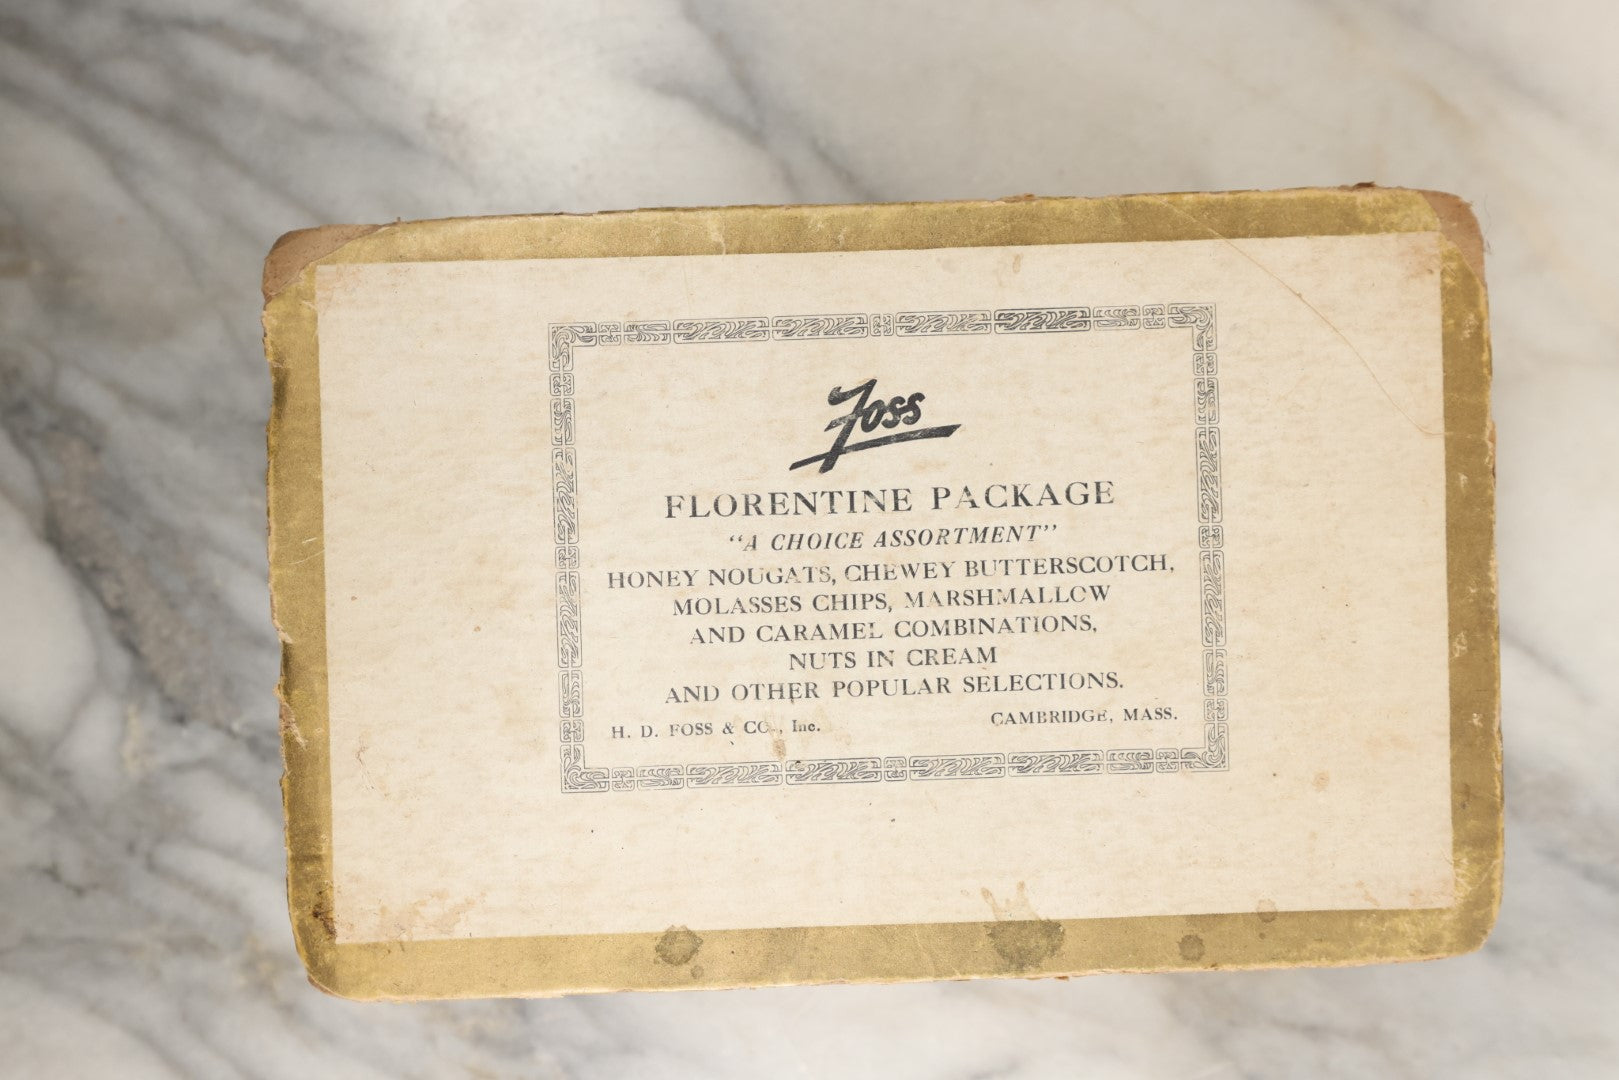 Foss
FLORENTINE PACKAGE
"A CHOICE ASSORTMENT"
HONEY NOUGATS, CHEWEY BUTTERSCOTCH,
MOLASSES CHIPS, MARSHMALLOW
AND CARAMEL COMBINATIONS,
NUTS IN CREAM
AND OTHER POPULAR SELECTIONS.
H. D. FOSS & CO., Inc. CAMBRIDGE, MASS.